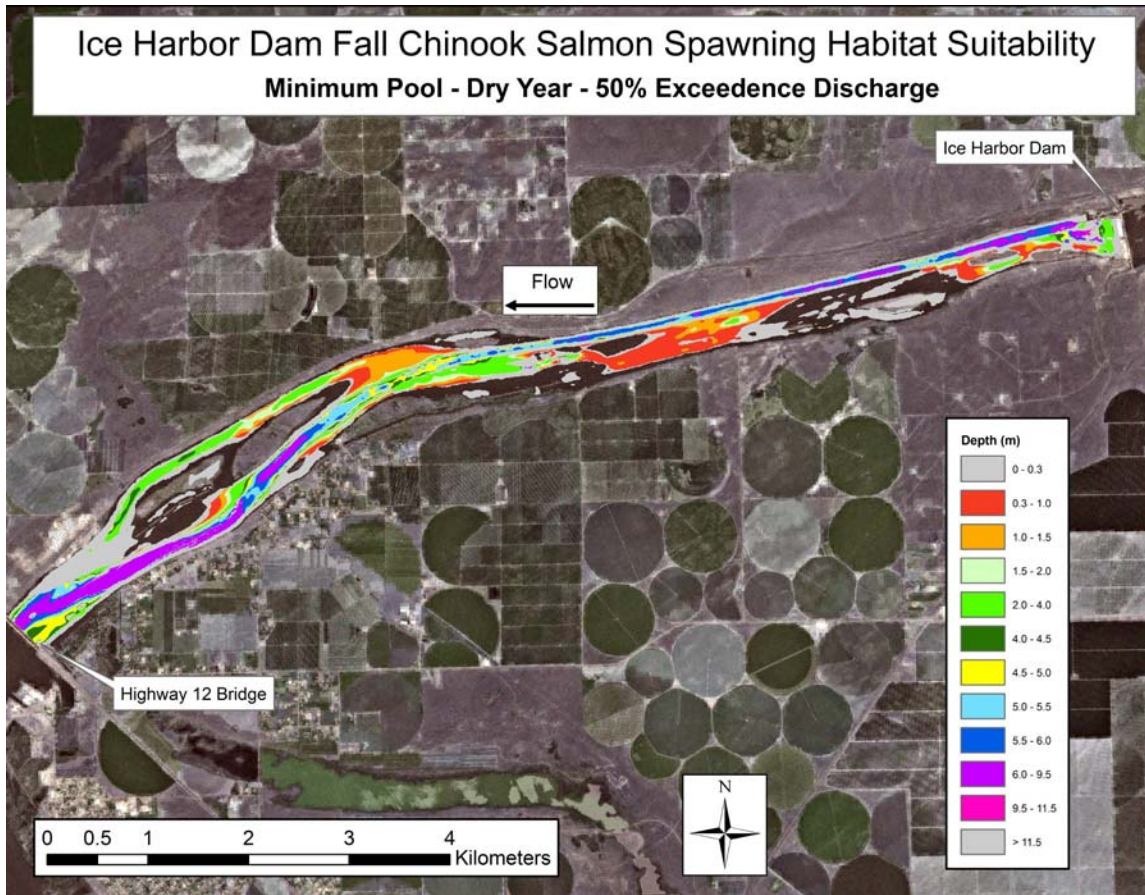 Ice Harbor Dam Fall Chinook Salmon Spawning Habitat Suitability
Minimum Pool - Dry Year - 50% Exceedence Discharge
Ice Harbor Dam
Flow
Highway 12 Bridge
Depth (m)
0 - 0.3
0.3 - 1.0
1.0 - 1.5
1.5 - 2.0
2.0 - 4.0
4.0 - 4.5
4.5 - 5.0
5.0 - 5.5
5.5 - 6.0
6.0 - 9.5
9.5 - 11.5
> 11.5
N
0 0.5 1 2 3 4
Kilometers